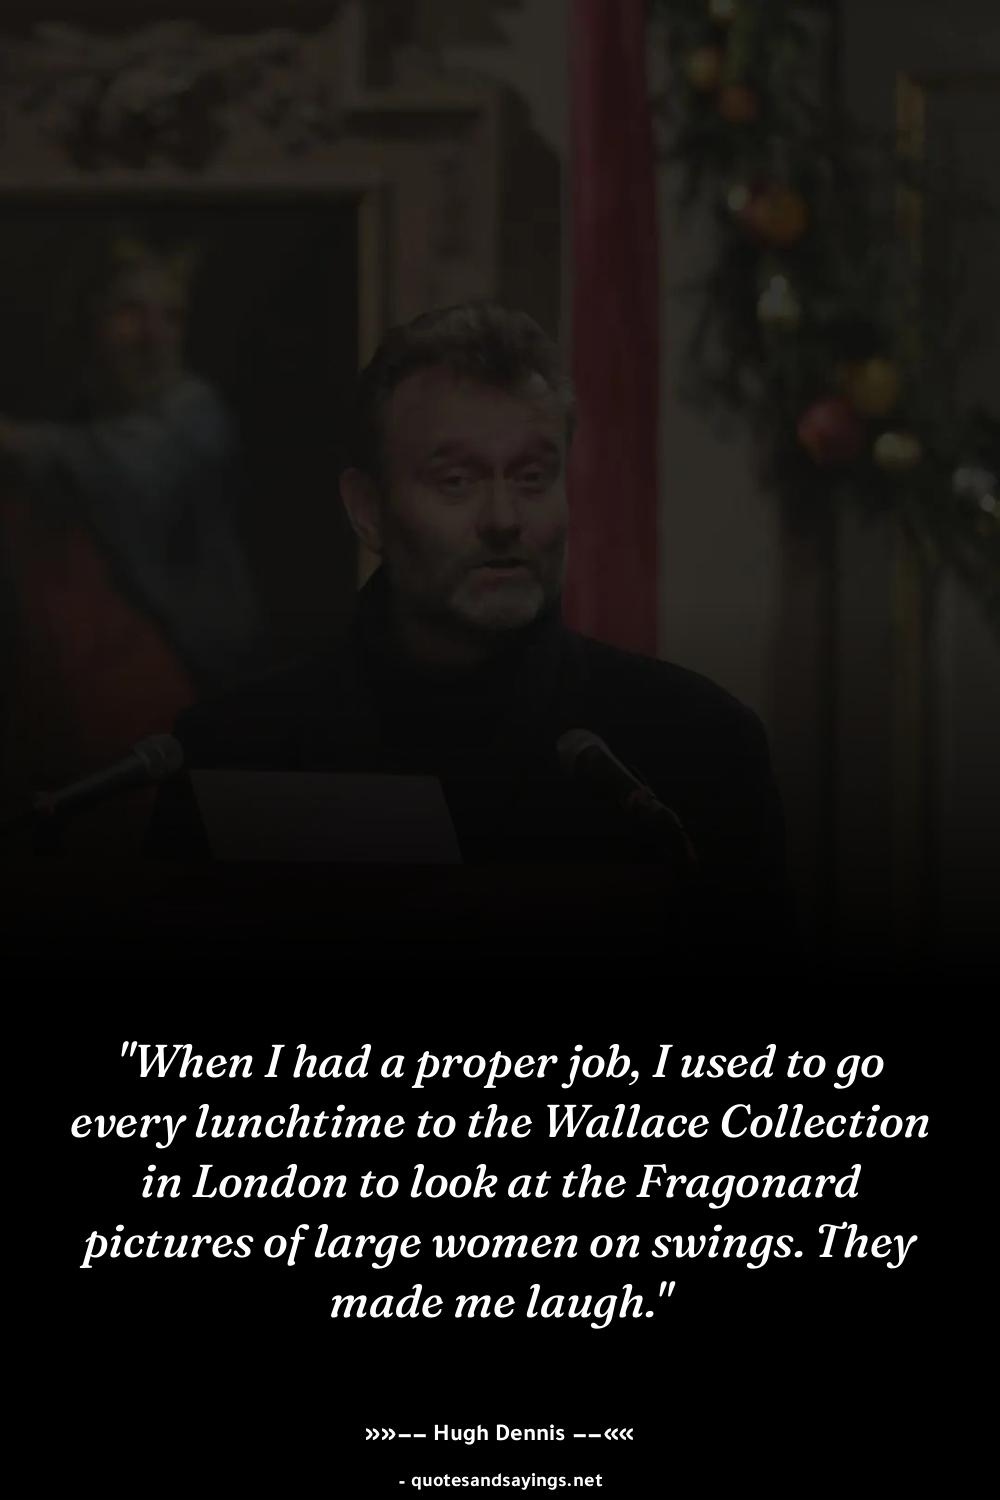 "When I had a proper job, I used to go
every lunchtime to the Wallace Collection
in London to look at the Fragonard
pictures of large women on swings. They
made me laugh."
»»−− Hugh Dennis −−««
- quotesandsayings.net